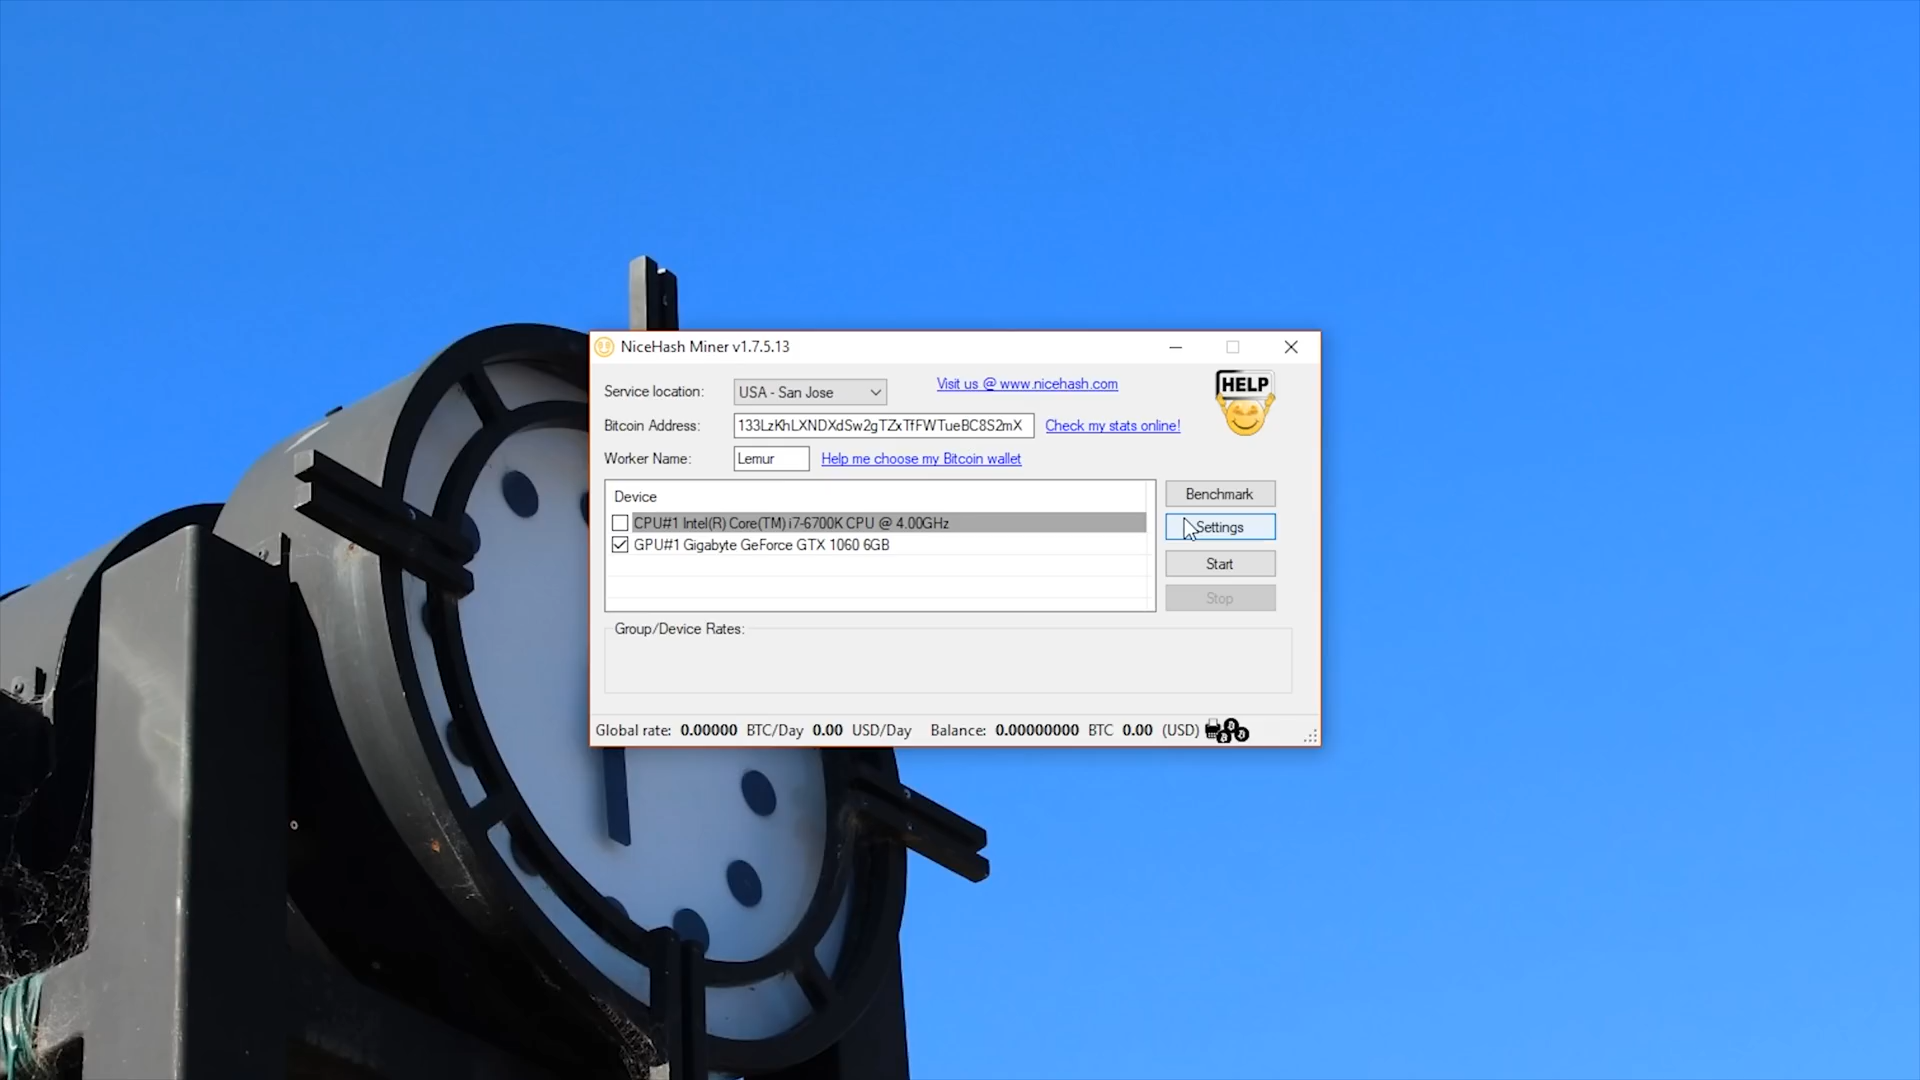 NiceHash Miner v1.7.5.13
Service location: USA - San Jose Visit us @ www.nicehash.com HELP
Bitcoin Address: 133LzKhLXNDXdSw2gTZxTfFWTueBC8S2mX Check my stats online!
Worker Name: Lemur Help me choose my Bitcoin wallet
Device
Benchmark
CPU#1 Intel(R) Core(TM) i7-6700K CPU @ 4.00GHz
Settings
GPU#1 Gigabyte GeForce GTX 1060 6GB
Start
Stop
Group/Device Rates:
Global rate: 0.00000 BTC/Day 0.00 USD/Day Balance: 0.00000000 BTC 0.00 (USD)